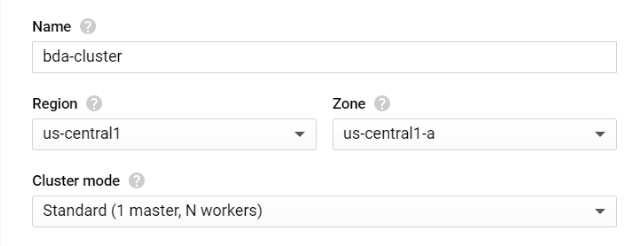 Name
bda-cluster
Region Zone
us-central1 us-central1-a
Cluster mode
Standard (1 master, N workers)